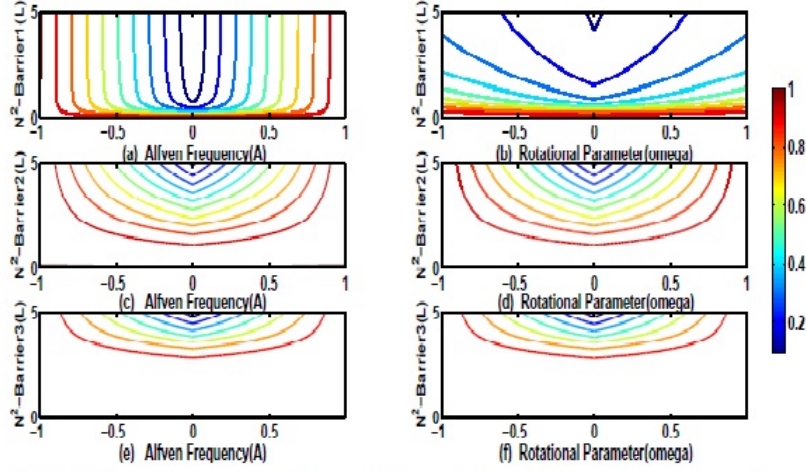 N²-Barrier1 (L)
5
0
-1 -0.5 0 0.5 1
(a) Alfven Frequency(A)
5
0
-1 -0.5 0 0.5 1
(b) Rotational Parameter(omega)
N²-Barrier2(L)
5
0
-1 -0.5 0 0.5 1
(c) Alfven Frequency(A)
N²-Barrier2(L)
5
0
-1 -0.5 0 0.5 1
(d) Rotational Parameter(omega)
N²-Barrier3(L)
5
0
-1 -0.5 0 0.5 1
(e) Alfven Frequency(A)
N²-Barrier3(L)
5
0
-1 -0.5 0 0.5 1
(f) Rotational Parameter(omega)
1
0.8
0.6
0.4
0.2